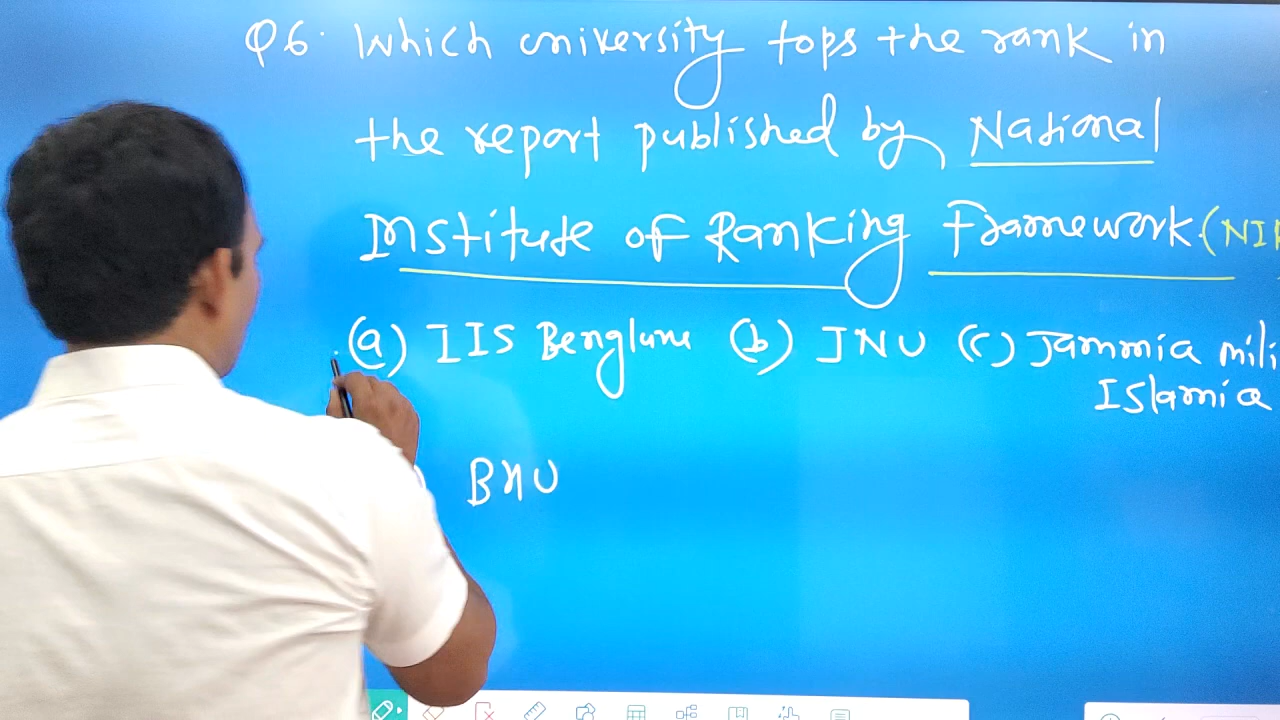 Q6. Which university tops the rank in
the report published by National
Institute of Ranking Framework. (NI
(a) IIS Benglure (b) JNU (c) Jammia mili
Islamia
BHU